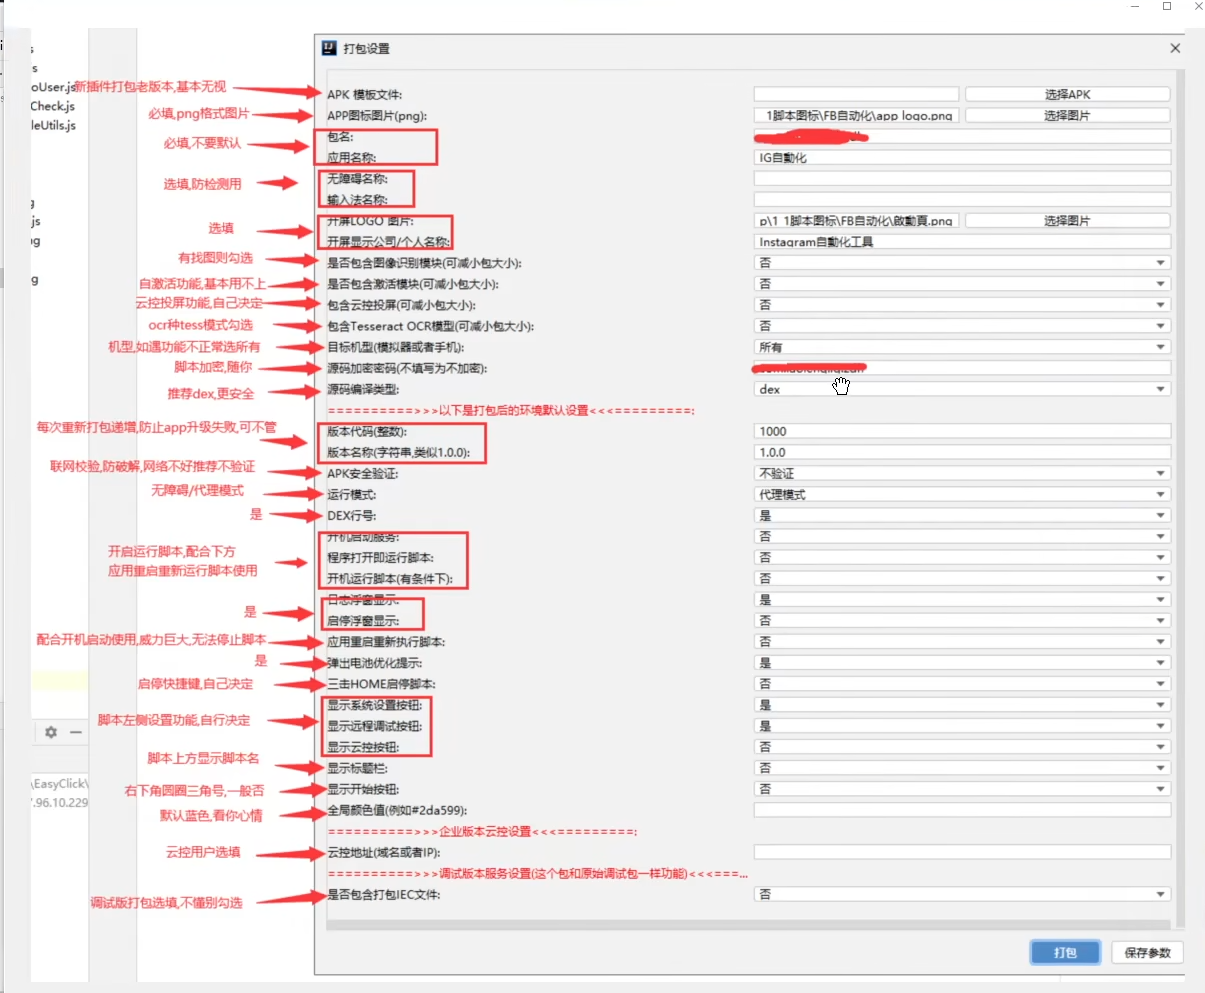 打包设置
s
oUser.js
Check.js
leUtils.js
g
js
ng
g
\EasyClick\
.96.10.229
新插件打包老版本,基本无视
APK 模板文件:
选择APK
必填,png格式图片
APP图标图片(png):
1脚本图标\FB自动化\app logo.png
选择图片
必填,不要默认
包名:
应用名称:
IG自動化
选填,防检测用
无障碍名称:
输入法名称:
选填
开屏LOGO 图片:
p\1 1脚本图标\FB自动化\啟動頁.png
选择图片
开屏显示公司/个人名称:
Instagram自動化工具
有找图则勾选
是否包含图像识别模块(可减小包大小):
否
自激活功能,基本用不上
是否包含激活模块(可减小包大小):
否
云控投屏功能,自己决定
包含云控投屏(可减小包大小):
否
ocr种tess模式勾选
包含Tesseract OCR模型(可减小包大小):
否
机型,如遇功能不正常选所有
目标机型(模拟器或者手机):
所有
脚本加密,随你
源码加密密码(不填写为不加密):
推荐dex,更安全
源码编译类型:
dex
==========>>>以下是打包后的环境默认设置<<<=========:
每次重新打包递增,防止app升级失败,可不管
版本代码(整数):
1000
版本名称(字符串,类似1.0.0):
1.0.0
联网校验,防破解,网络不好推荐不验证
APK安全验证:
不验证
无障碍/代理模式
运行模式:
代理模式
是
DEX行号:
是
开启运行脚本,配合下方
应用重启重新运行脚本使用
开机启动服务:
否
程序打开即运行脚本:
否
开机运行脚本(有条件下):
否
是
日志浮窗显示:
是
启停浮窗显示:
否
配合开机启动使用,威力巨大,无法停止脚本
应用重启重新执行脚本:
否
是
弹出电池优化提示:
是
启停快捷键,自己决定
三击HOME启停脚本:
否
脚本左侧设置功能,自行决定
显示系统设置按钮:
是
显示远程调试按钮:
是
显示云控按钮:
否
脚本上方显示脚本名
显示标题栏:
否
右下角圆圈三角号,一般否
显示开始按钮:
否
默认蓝色,看你心情
全局颜色值(例如#2da599):
==========>>>企业版本云控设置<<<=========:
云控用户选填
云控地址(域名或者IP):
==========>>>调试版本服务设置(这个包和原始调试包一样功能)<<<===...
调试版打包选填,不懂别勾选
是否包含打包IEC文件:
否
打包
保存参数